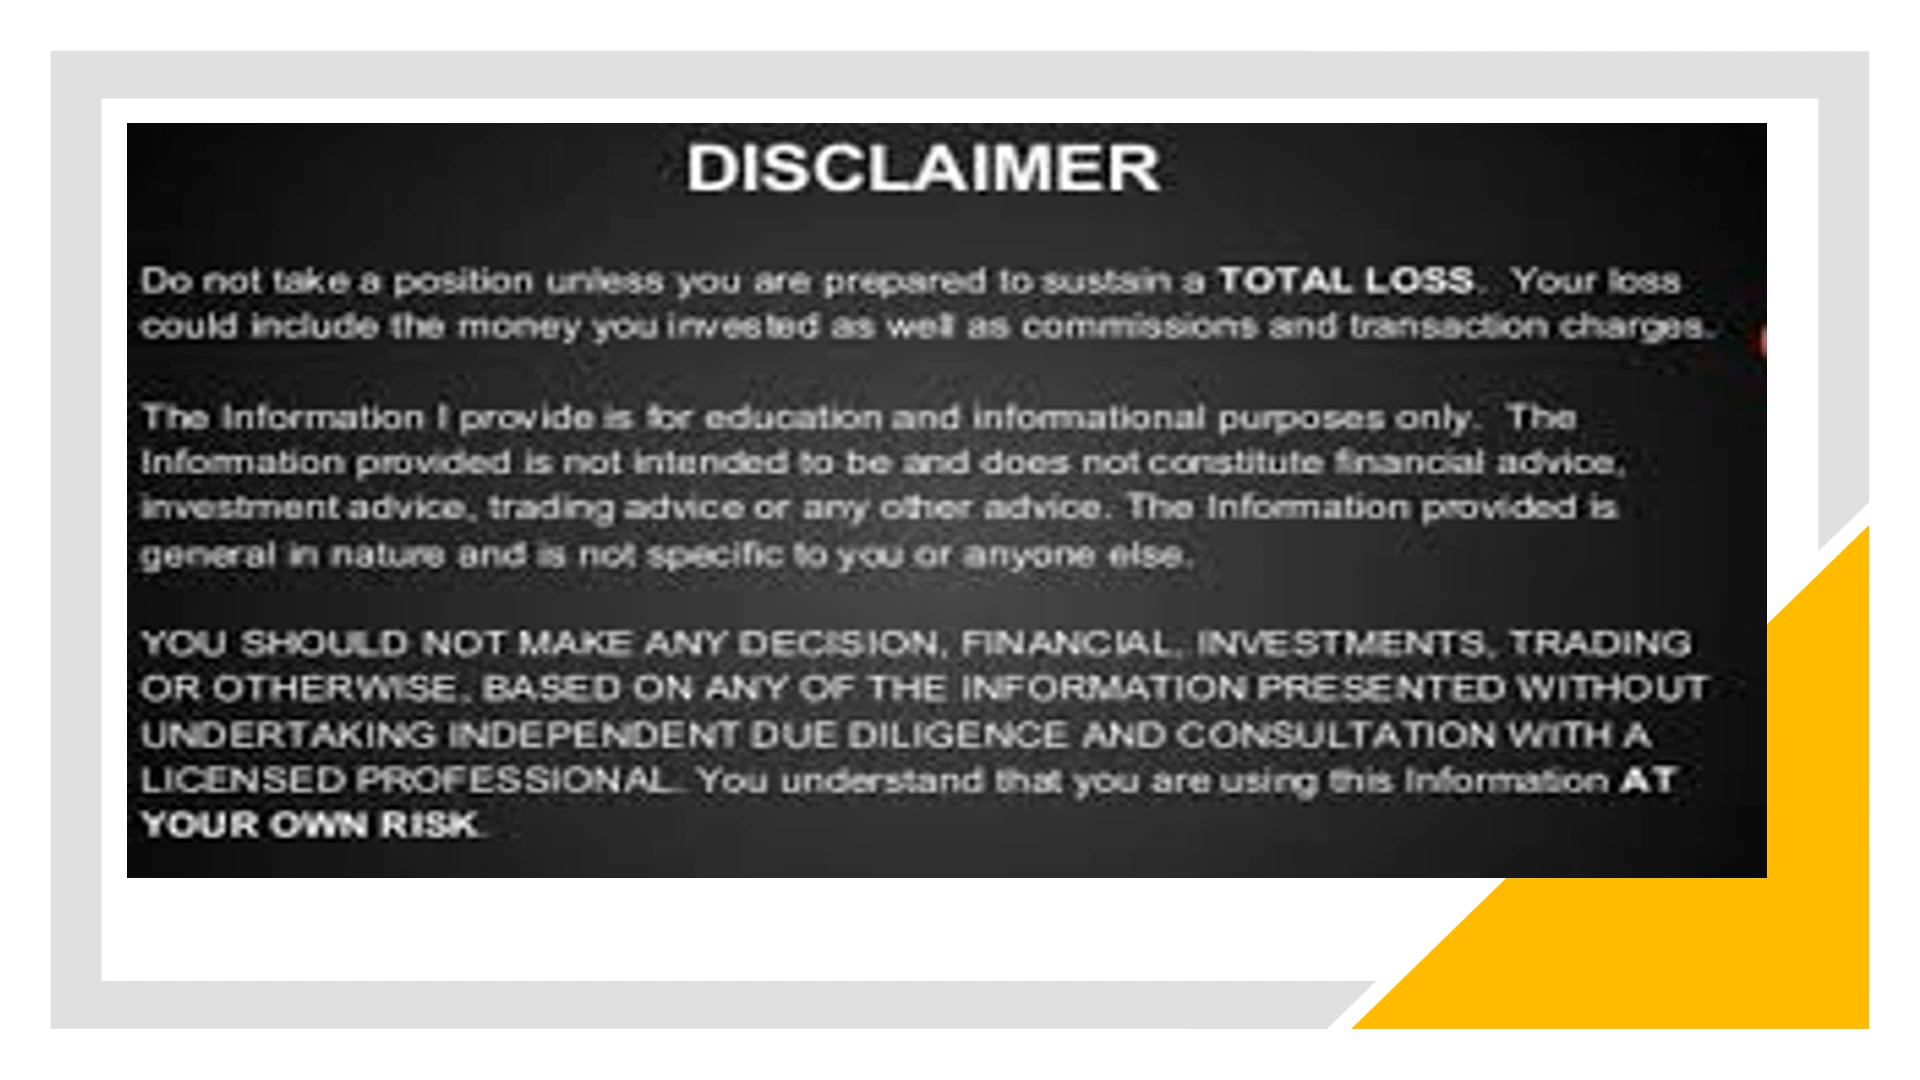 DISCLAIMER
Do not take a position unless you are prepared to sustain a TOTAL LOSS. Your loss
could include the money you invested as well as commissions and transaction charges.
The Information I provide is for education and informational purposes only. The
Information provided is not intended to be and does not constitute financial advice,
investment advice, trading advice or any other advice. The Information provided is
general in nature and is not specific to you or anyone else.
YOU SHOULD NOT MAKE ANY DECISION, FINANCIAL, INVESTMENTS, TRADING
OR OTHERWISE, BASED ON ANY OF THE INFORMATION PRESENTED WITHOUT
UNDERTAKING INDEPENDENT DUE DILIGENCE AND CONSULTATION WITH A
LICENSED PROFESSIONAL. You understand that you are using this Information AT
YOUR OWN RISK.